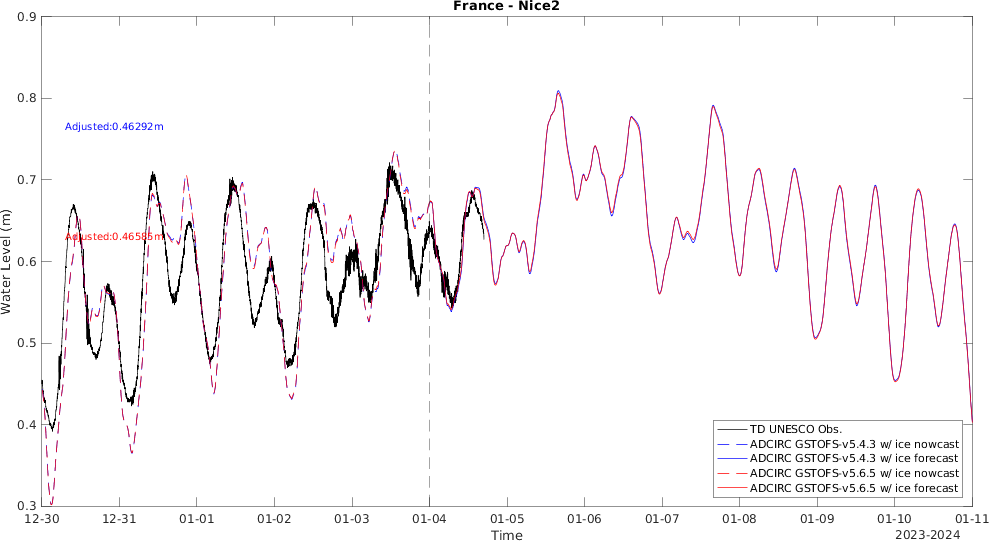 France - Nice2
0.9
0.8
0.7
0.6
0.5
0.4
0.3
Water Level (m)
Adjusted:0.46292m
Adjusted:0.46585m
TD UNESCO Obs.
ADCIRC GSTOFS-v5.4.3 w/ ice nowcast
ADCIRC GSTOFS-v5.4.3 w/ ice forecast
ADCIRC GSTOFS-v5.6.5 w/ ice nowcast
ADCIRC GSTOFS-v5.6.5 w/ ice forecast
12-30 12-31 01-01 01-02 01-03 01-04 01-05 01-06 01-07 01-08 01-09 01-10 01-11
Time
2023-2024